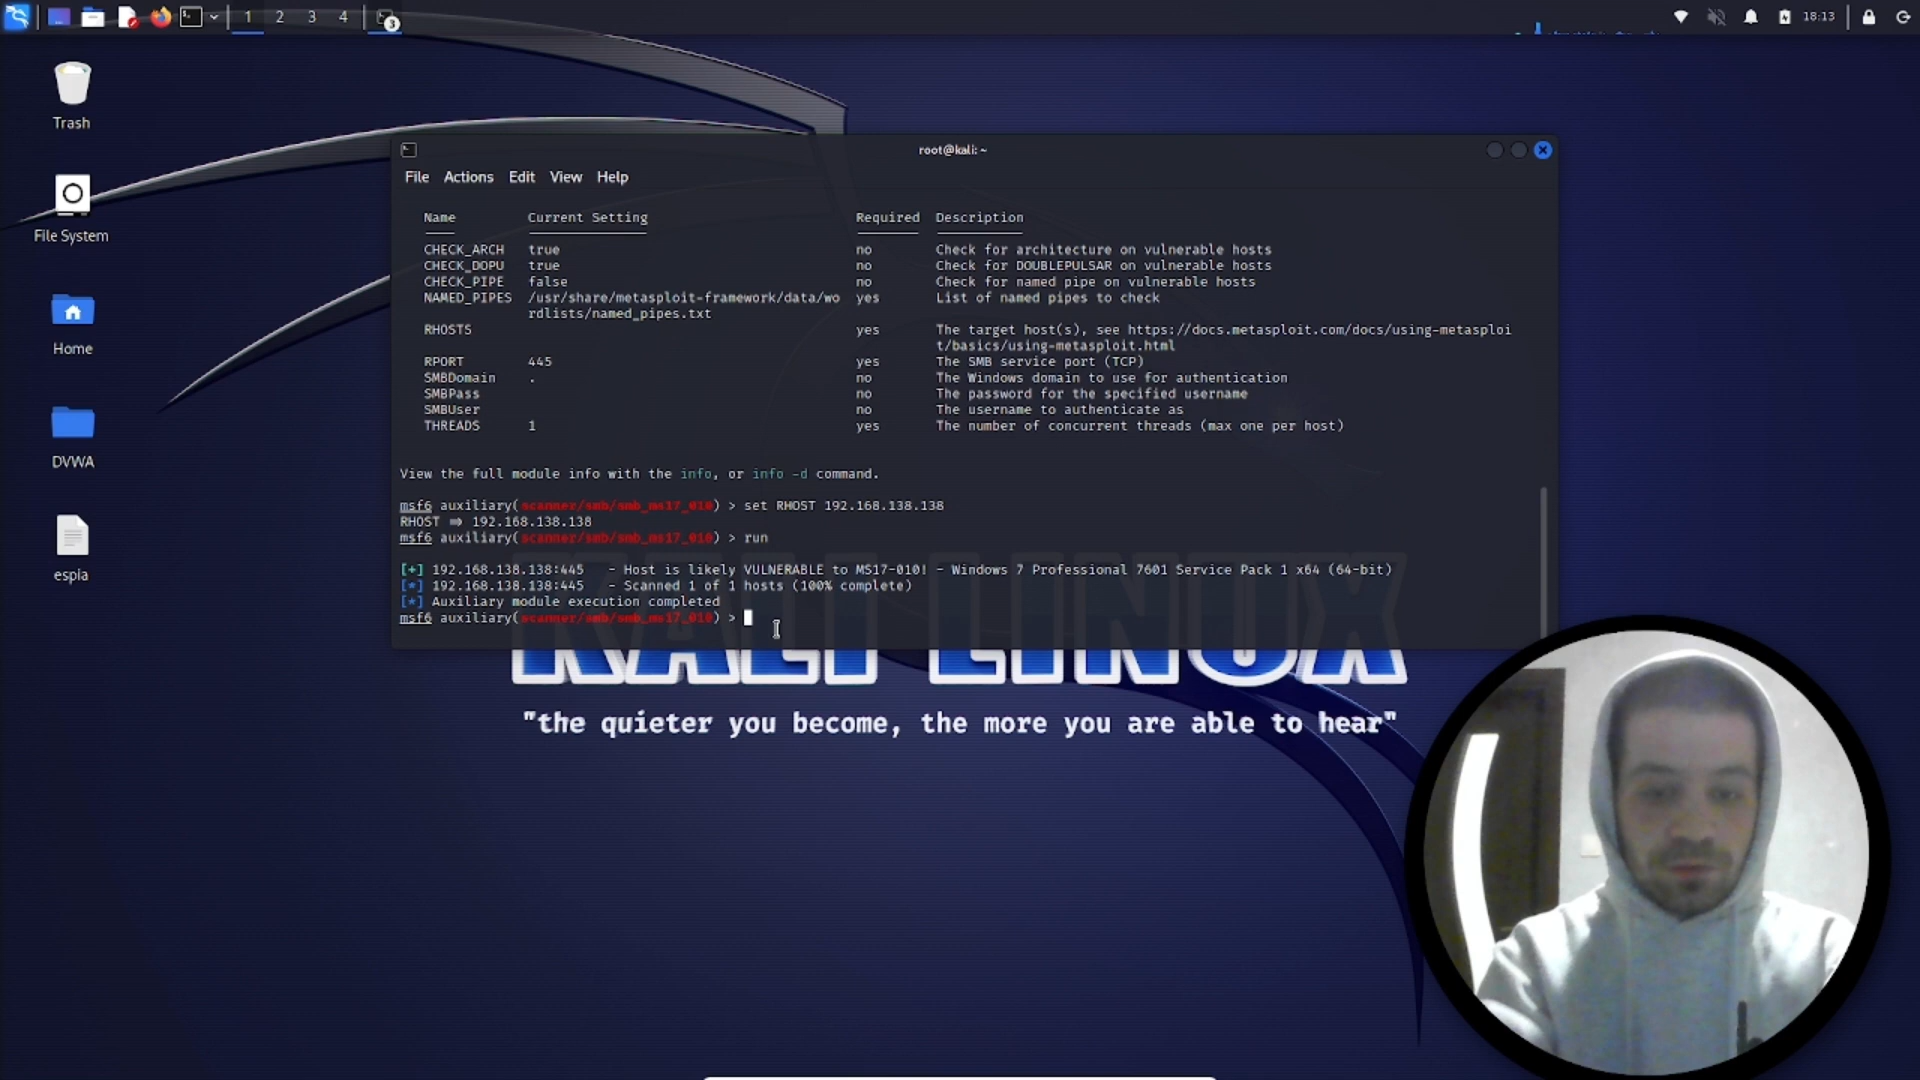 1 2 3 4 3 18:13
Trash
File System
Home
DVWA
espia
root@kali: ~
File Actions Edit View Help
Name Current Setting Required Description
CHECK_ARCH true no Check for architecture on vulnerable hosts
CHECK_DOPU true no Check for DOUBLEPULSAR on vulnerable hosts
CHECK_PIPE false no Check for named pipe on vulnerable hosts
NAMED_PIPES /usr/share/metasploit-framework/data/wo yes List of named pipes to check
rdlists/named_pipes.txt
RHOSTS yes The target host(s), see https://docs.metasploit.com/docs/using-metasploi
t/basics/using-metasploit.html
RPORT 445 yes The SMB service port (TCP)
SMBDomain . no The Windows domain to use for authentication
SMBPass no The password for the specified username
SMBUser no The username to authenticate as
THREADS 1 yes The number of concurrent threads (max one per host)
View the full module info with the info, or info -d command.
msf6 auxiliary(scanner/smb/smb_ms17_010) > set RHOST 192.168.138.138
RHOST => 192.168.138.138
msf6 auxiliary(scanner/smb/smb_ms17_010) > run
[+] 192.168.138.138:445 - Host is likely VULNERABLE to MS17-010! - Windows 7 Professional 7601 Service Pack 1 x64 (64-bit)
[*] 192.168.138.138:445 - Scanned 1 of 1 hosts (100% complete)
[*] Auxiliary module execution completed
msf6 auxiliary(scanner/smb/smb_ms17_010) >
KALI LINUX
"the quieter you become, the more you are able to hear"